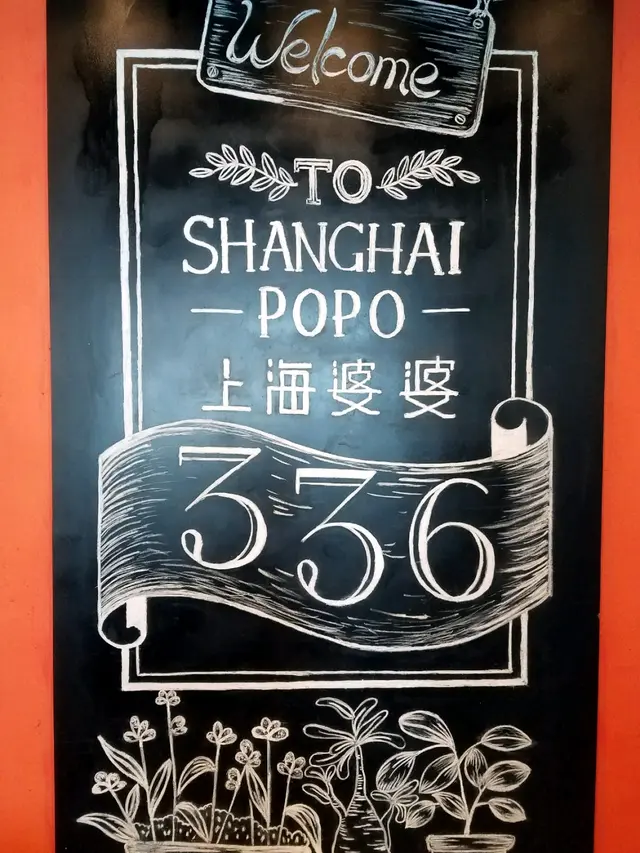 Welcome
TO
SHANGHAI
— POPO —
上海婆婆
336